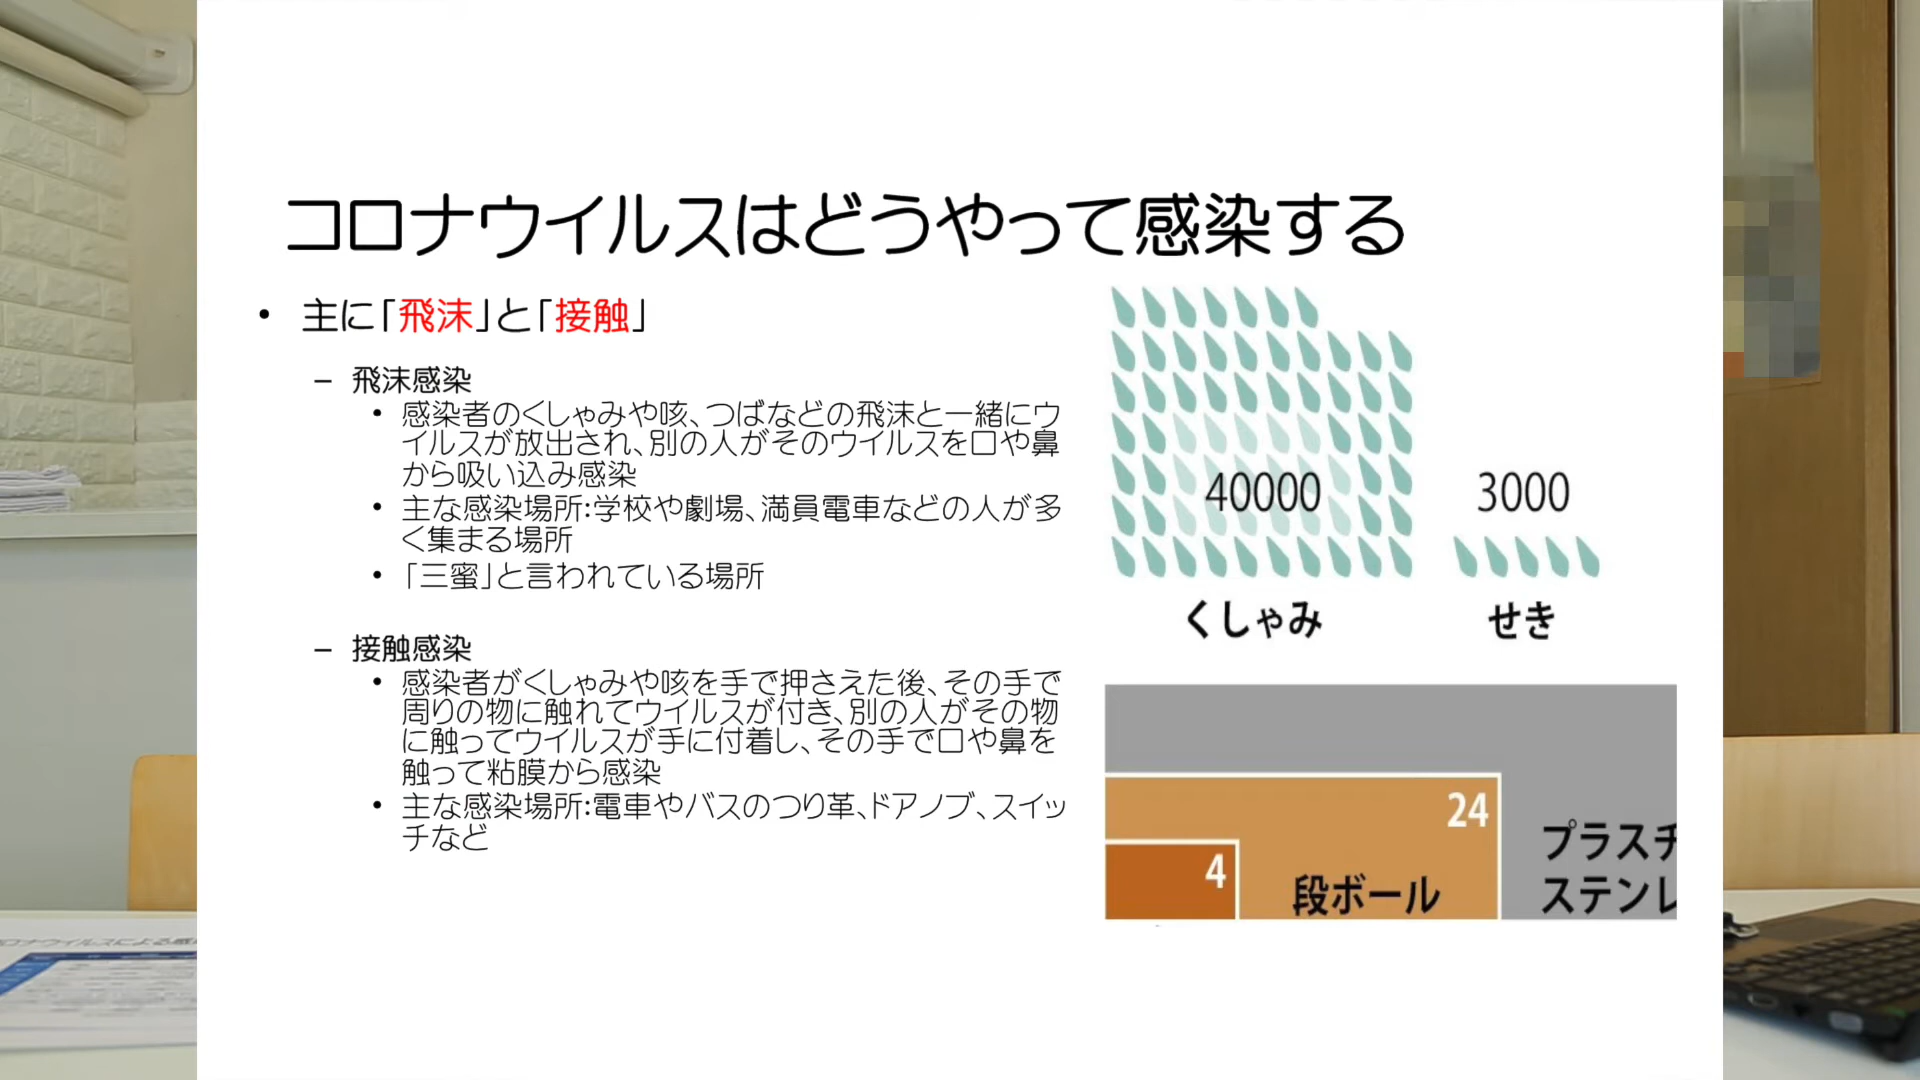 コロナウイルスはどうやって感染する
• 主に「飛沫」と「接触」
– 飛沫感染
• 感染者のくしゃみや咳、つばなどの飛沫と一緒にウ
イルスが放出され、別の人がそのウイルスを口や鼻
から吸い込み感染
• 主な感染場所:学校や劇場、満員電車などの人が多
く集まる場所
• 「三蜜」と言われている場所
– 接触感染
• 感染者がくしゃみや咳を手で押さえた後、その手で
周りの物に触れてウイルスが付き、別の人がその物
に触ってウイルスが手に付着し、その手で口や鼻を
触って粘膜から感染
• 主な感染場所:電車やバスのつり革、ドアノブ、スイッ
チなど
40000
3000
くしゃみ
せき
24
4
段ボール
プラスチ
ステンレ